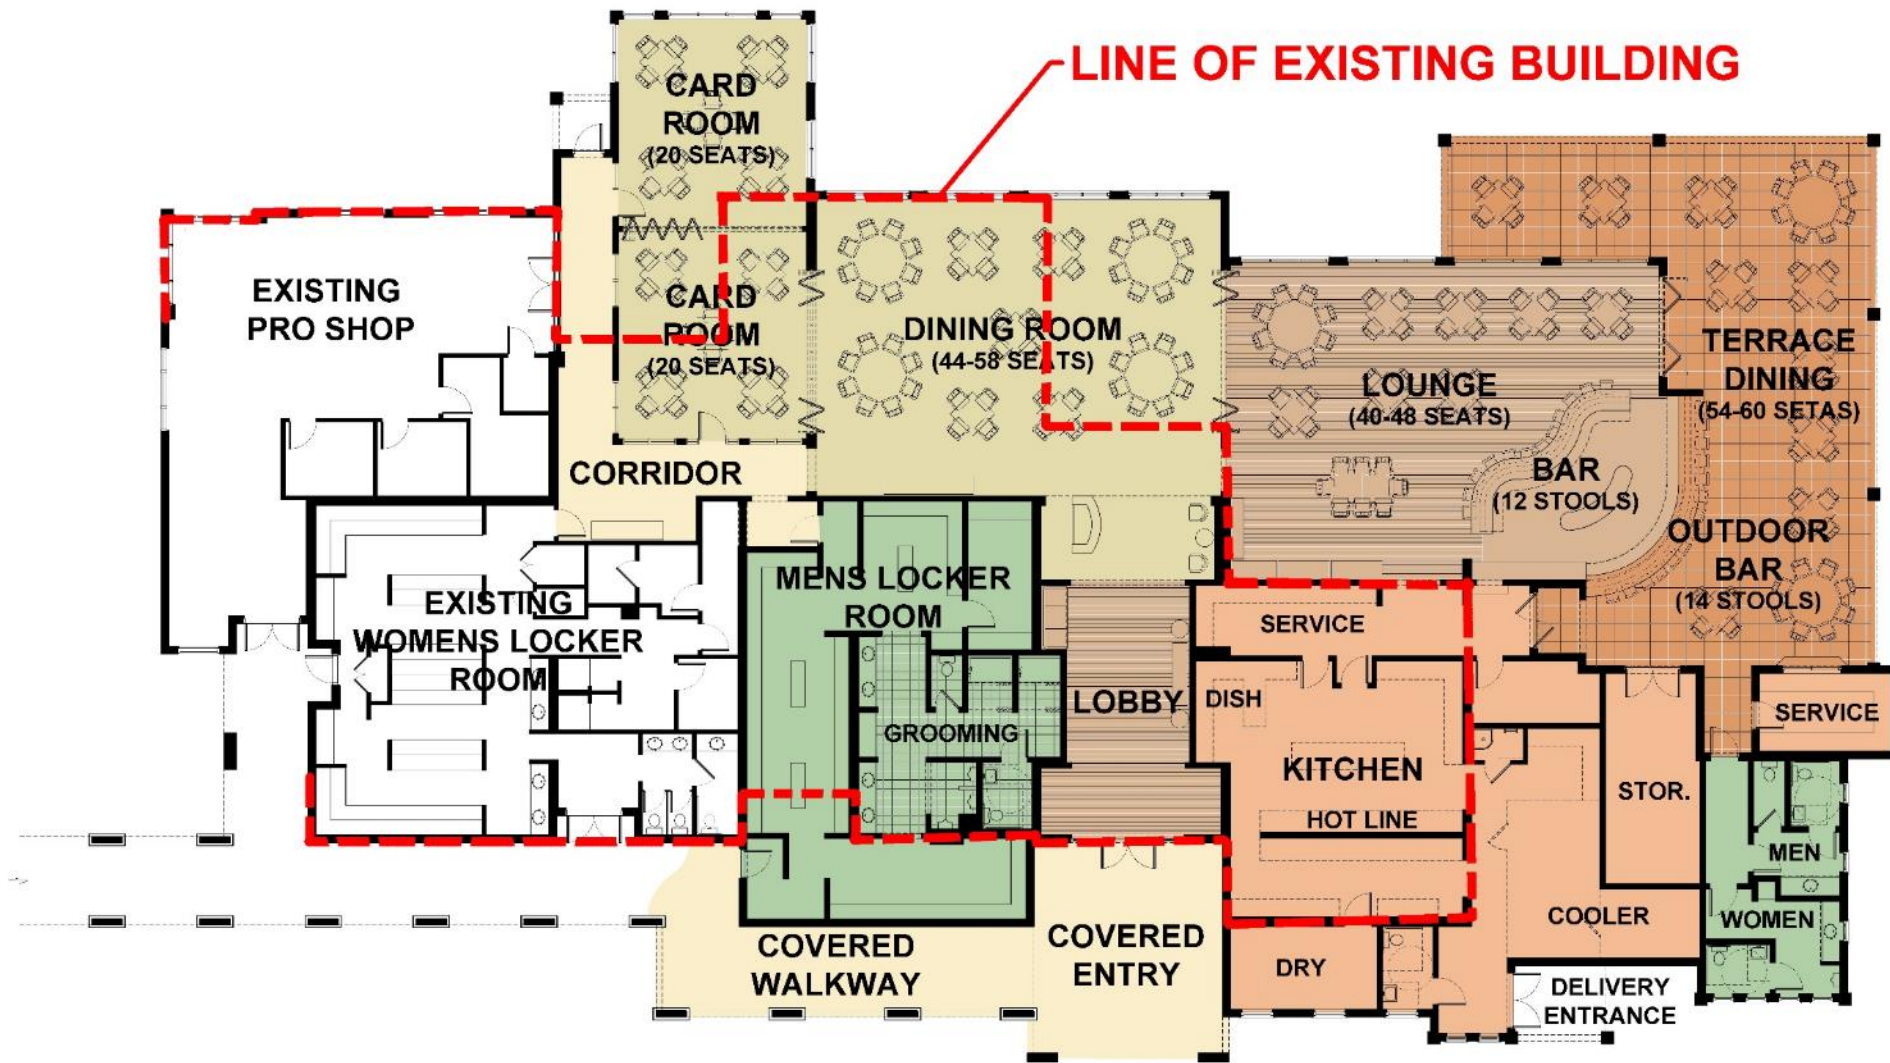 LINE OF EXISTING BUILDING
CARD
ROOM
(20 SEATS)
EXISTING
PRO SHOP
CARD
ROOM
(20 SEATS)
DINING ROOM
(44-58 SEATS)
LOUNGE
(40-48 SEATS)
TERRACE
DINING
(54-60 SETAS)
CORRIDOR
BAR
(12 STOOLS)
OUTDOOR
BAR
(14 STOOLS)
EXISTING
WOMENS LOCKER
ROOM
MENS LOCKER
ROOM
SERVICE
GROOMING
LOBBY
DISH
KITCHEN
HOT LINE
STOR.
SERVICE
MEN
WOMEN
COOLER
COVERED
WALKWAY
COVERED
ENTRY
DRY
DELIVERY
ENTRANCE